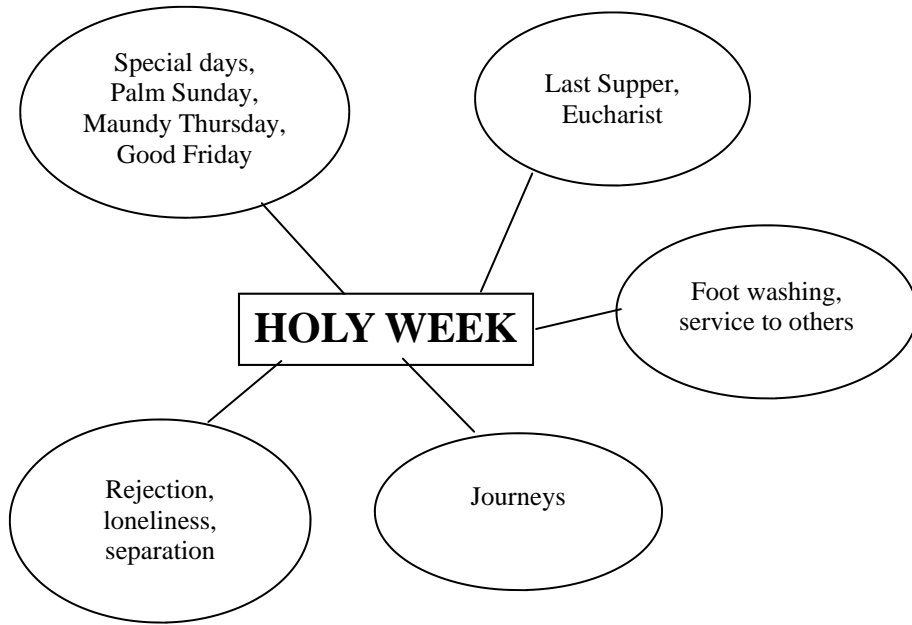 Special days,
Palm Sunday,
Maundy Thursday,
Good Friday
Last Supper,
Eucharist
Foot washing,
service to others
HOLY WEEK
Rejection,
loneliness,
separation
Journeys